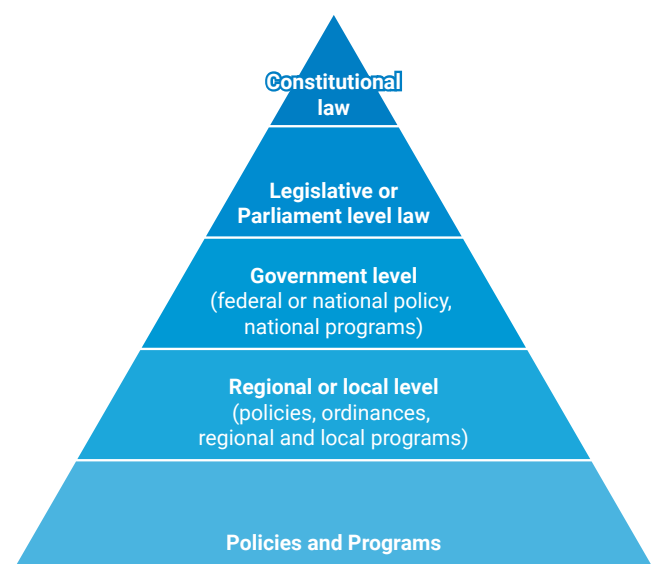 Constitutional
law
Legislative or
Parliament level law
Government level
(federal or national policy,
national programs)
Regional or local level
(policies, ordinances,
regional and local programs)
Policies and Programs